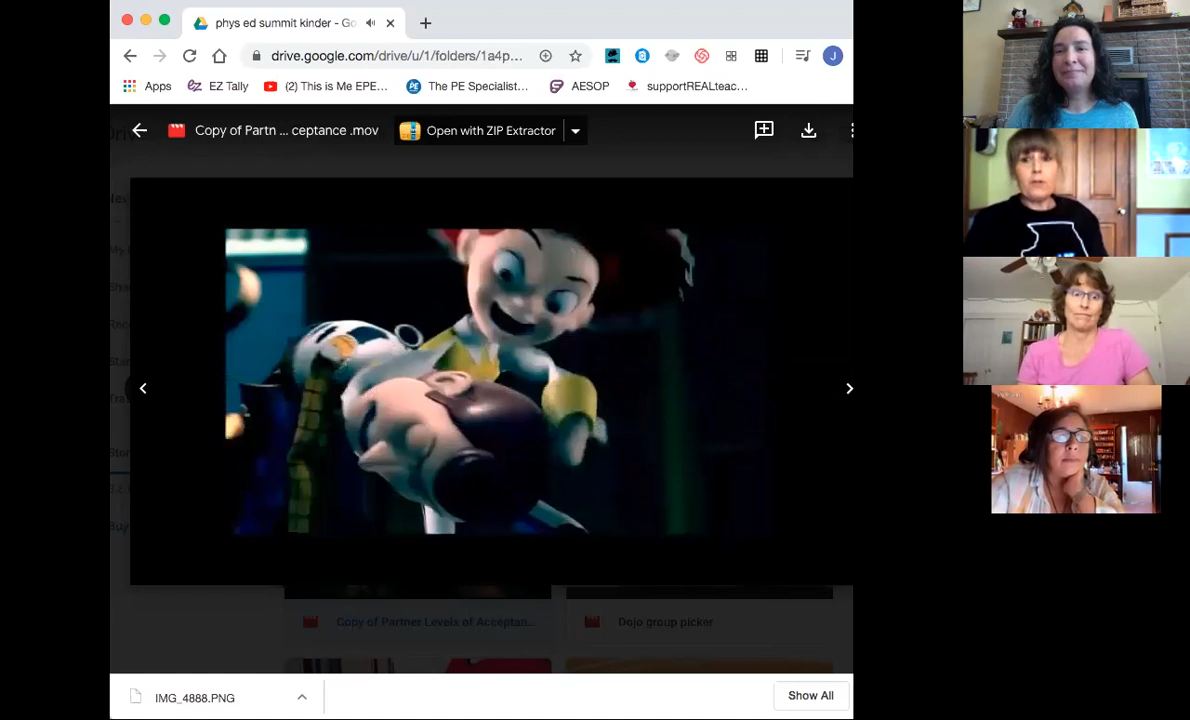 phys ed summit kinder - Go
drive.google.com/drive/u/1/folders/1a4p...
Apps
EZ Tally
(2) This is Me EPE...
PE
The PE Specialist...
AESOP
supportREALteac...
J
Copy of Partn ... ceptance .mov
Open with ZIP Extractor
Copy of Partner Levels of Acceptan...
Dojo group picker
Buy
IMG_4888.PNG
Show All